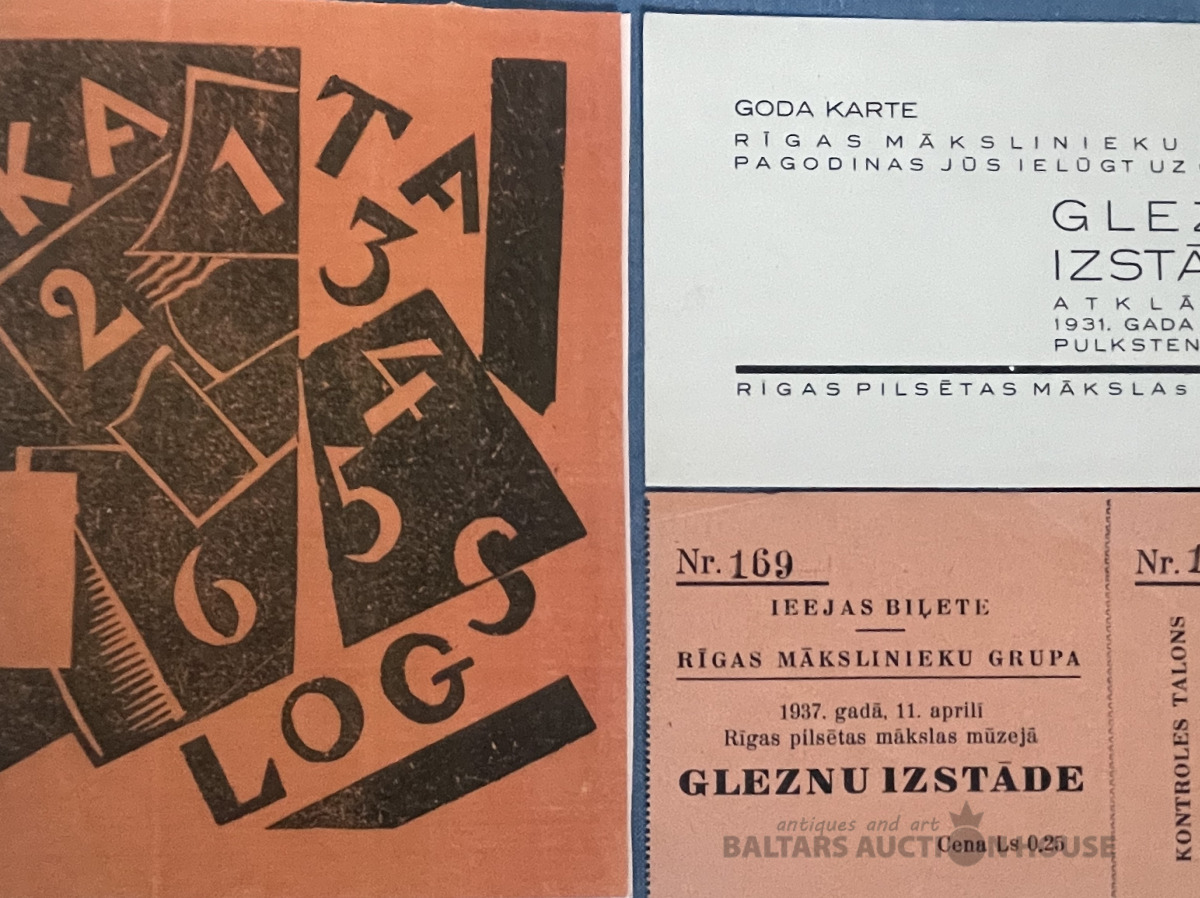 KATA
1
2
3
4
5
6
LOGS
GODA KARTE
RĪGAS MĀKSLINIEKU
PAGODINAS JŪS IELŪGT UZ
GLEZ
IZSTĀ
ATKLĀ
1931. GADA
PULKSTEN
RĪGAS PILSĒTAS MĀKSLAs
Nr. 169
IEEJAS BIĻETE
RĪGAS MĀKSLINIEKU GRUPA
1937. gadā, 11. aprilī
Rīgas pilsētas mākslas mūzejā
GLEZNU IZSTĀDE
Cena Ls 0,25
Nr. 1
KONTROLES TALONS
antiques and art
BALTARS AUCTION HOUSE